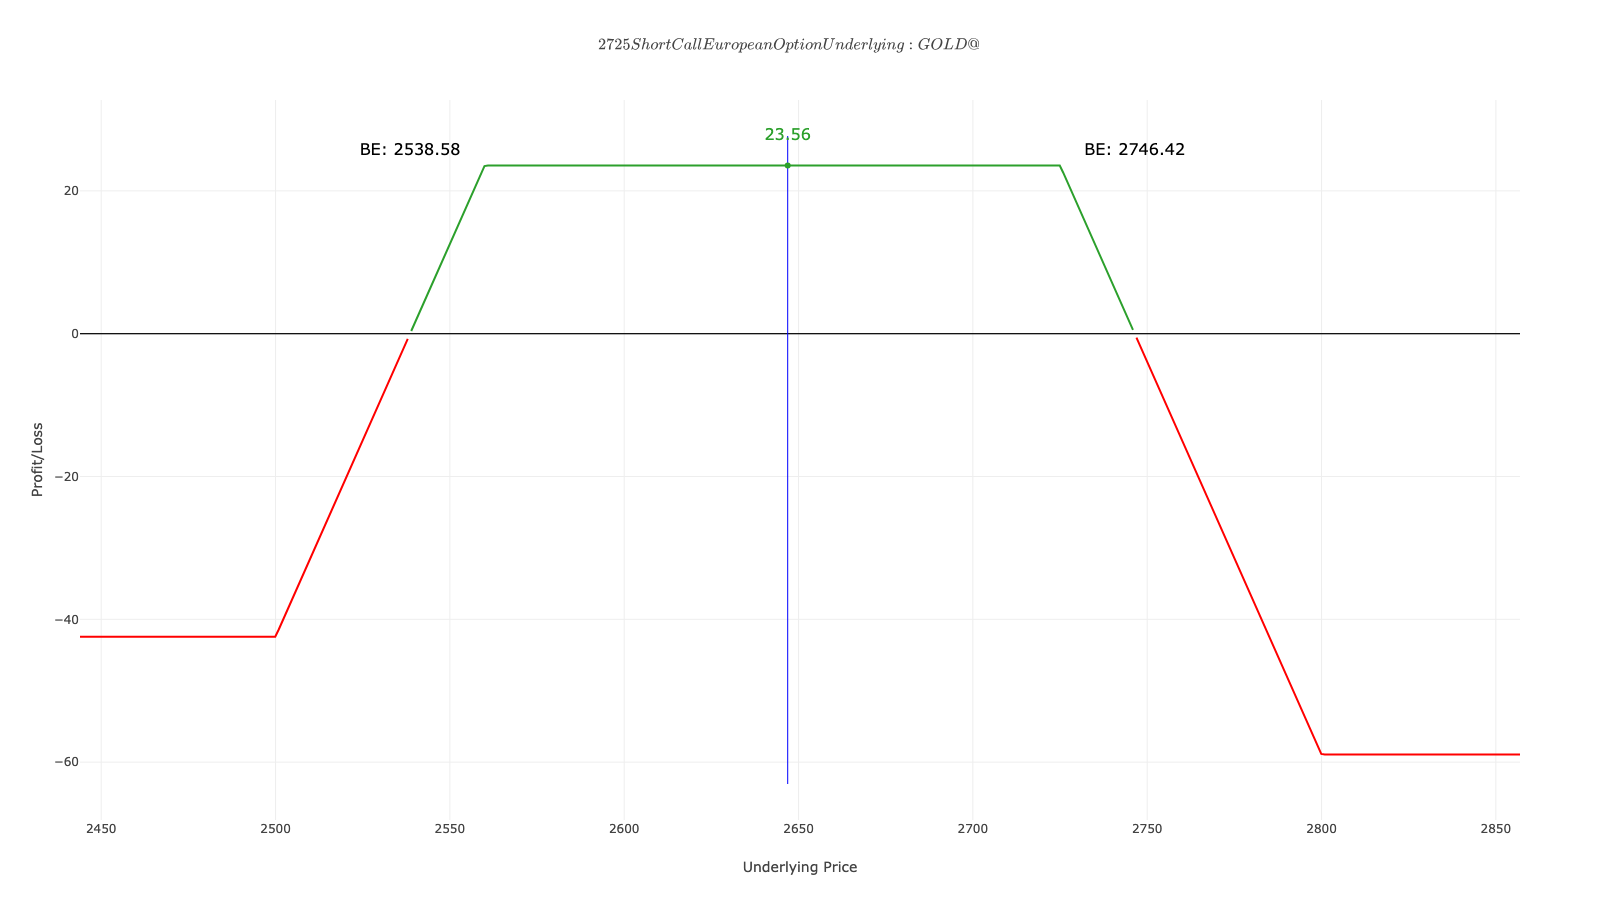 2725ShortCallEuropeanOptionUnderlying : GOLD@
23.56
BE: 2538.58
BE: 2746.42
20
0
−20
−40
−60
Profit/Loss
2450 2500 2550 2600 2650 2700 2750 2800 2850
Underlying Price